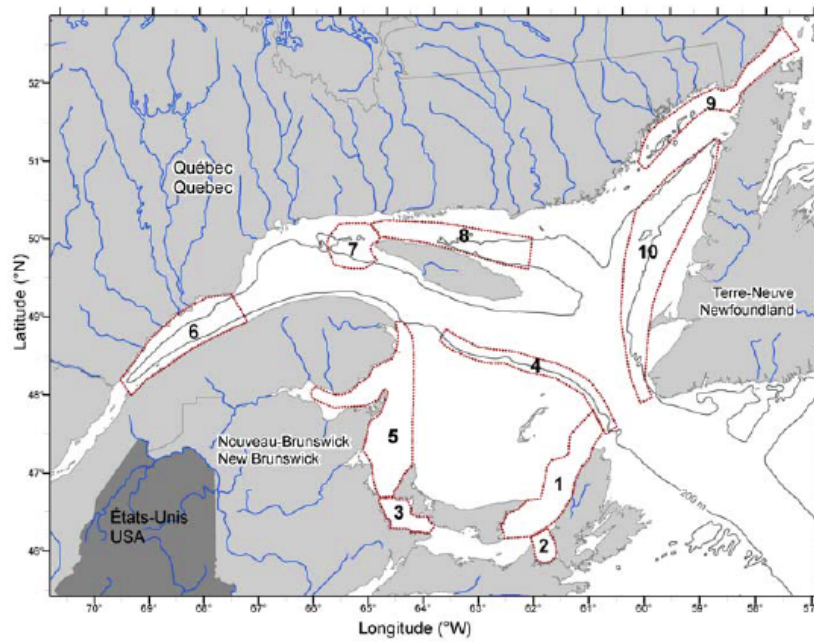 52°
51°
50°
49°
48°
47°
46°
Latitude (°N)
Québec
Quebec
9
8
7
10
Terre-Neuve
Newfoundland
6
4
Nouveau-Brunswick
New Brunswick
5
1
3
2
200 m
États-Unis
USA
70° 69° 68° 67° 66° 65° 64° 63° 62° 61° 60° 59° 58° 57
Longitude (°W)